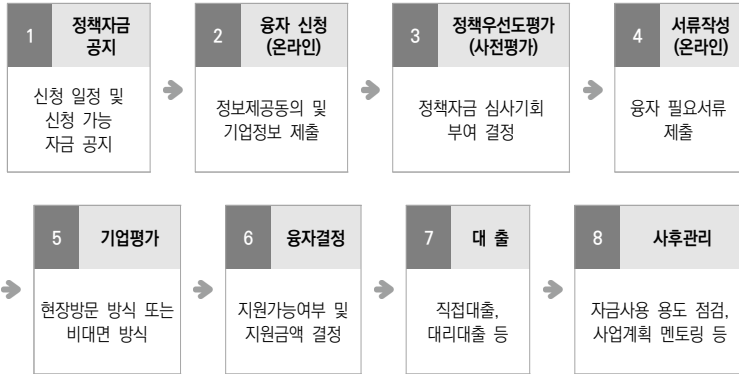 1
정책자금
공지
신청 일정 및
신청 가능
자금 공지
2
융자 신청
(온라인)
정보제공동의 및
기업정보 제출
3
정책우선도평가
(사전평가)
정책자금 심사기회
부여 결정
4
서류작성
(온라인)
융자 필요서류
제출
5
기업평가
현장방문 방식 또는
비대면 방식
6
융자결정
지원가능여부 및
지원금액 결정
7
대 출
직접대출,
대리대출 등
8
사후관리
자금사용 용도 점검,
사업계획 멘토링 등